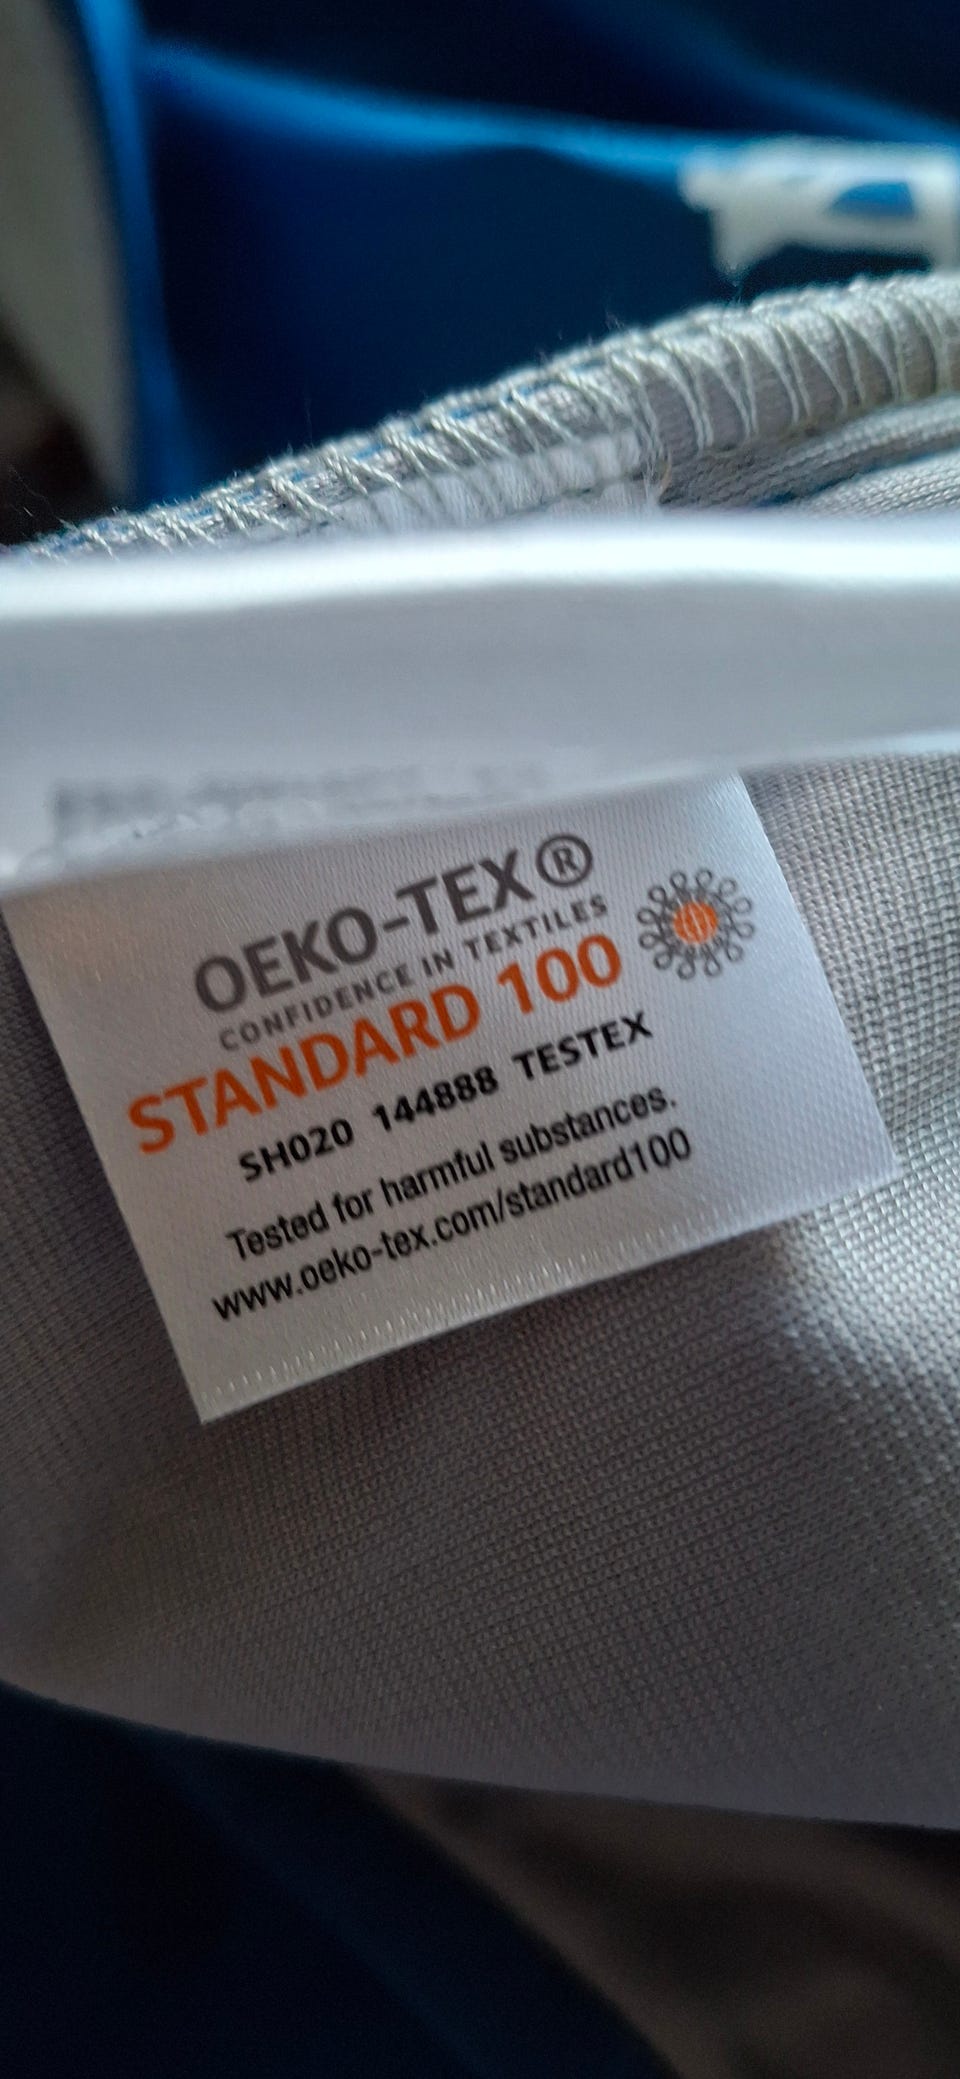 OEKO-TEX®
CONFIDENCE IN TEXTILES
STANDARD 100
SH020 144888 TESTEX
Tested for harmful substances.
www.oeko-tex.com/standard100